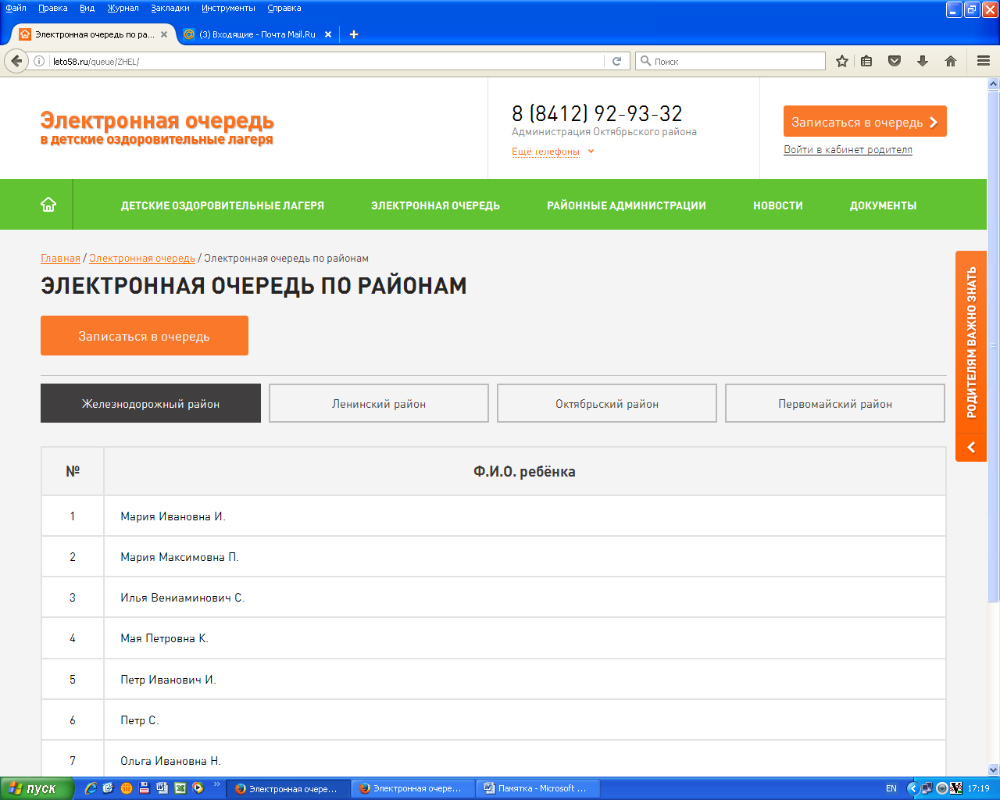 Файл Правка Вид Журнал Закладки Инструменты Справка
Электронная очередь по ра... (3) Входящие - Почта Mail.Ru
leto58.ru/queue/ZHEL/ Поиск
Электронная очередь
в детские оздоровительные лагеря
8 (8412) 92-93-32
Администрация Октябрьского района
Ещё телефоны
Записаться в очередь
Войти в кабинет родителя
ДЕТСКИЕ ОЗДОРОВИТЕЛЬНЫЕ ЛАГЕРЯ ЭЛЕКТРОННАЯ ОЧЕРЕДЬ РАЙОННЫЕ АДМИНИСТРАЦИИ НОВОСТИ ДОКУМЕНТЫ
Главная / Электронная очередь / Электронная очередь по районам
ЭЛЕКТРОННАЯ ОЧЕРЕДЬ ПО РАЙОНАМ
Записаться в очередь
РОДИТЕЛЯМ ВАЖНО ЗНАТЬ
Железнодорожный район Ленинский район Октябрьский район Первомайский район
№ Ф.И.О. ребёнка
1 Мария Ивановна И.
2 Мария Максимовна П.
3 Илья Вениаминович С.
4 Мая Петровна К.
5 Петр Иванович И.
6 Петр С.
7 Ольга Ивановна Н.
пуск Электронная очере... Электронная очере... Памятка - Microsoft ... EN 17:19